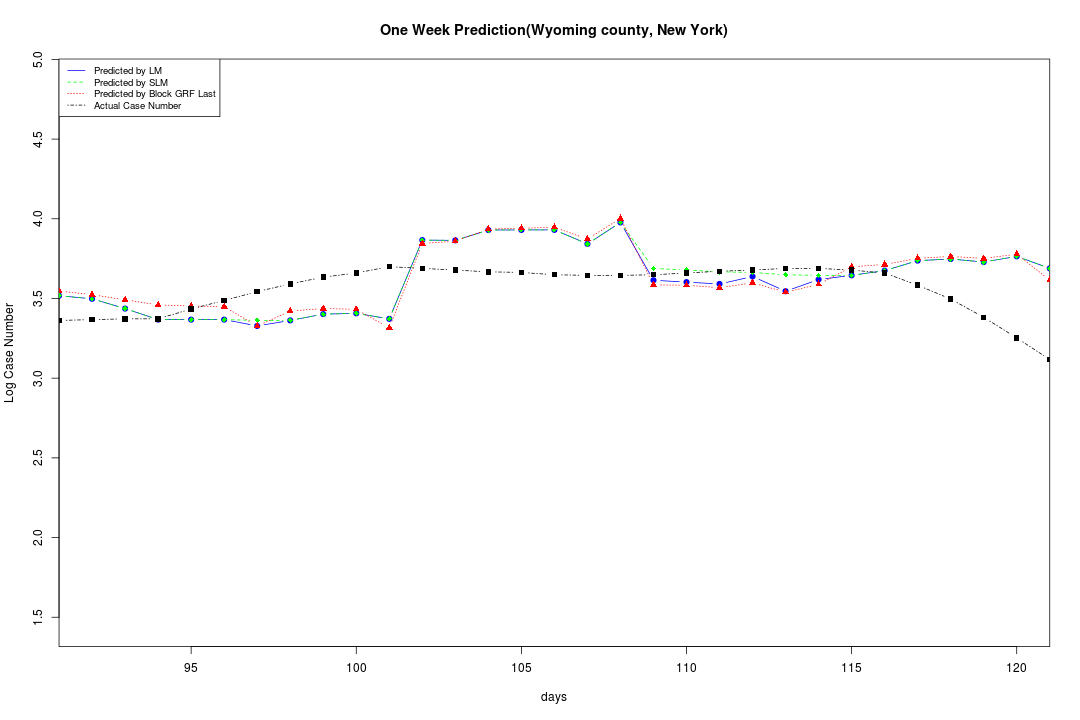 One Week Prediction(Wyoming county, New York)
Predicted by LM
Predicted by SLM
Predicted by Block GRF Last
Actual Case Number
Log Case Number
5.0
4.5
4.0
3.5
3.0
2.5
2.0
1.5
95 100 105 110 115 120
days